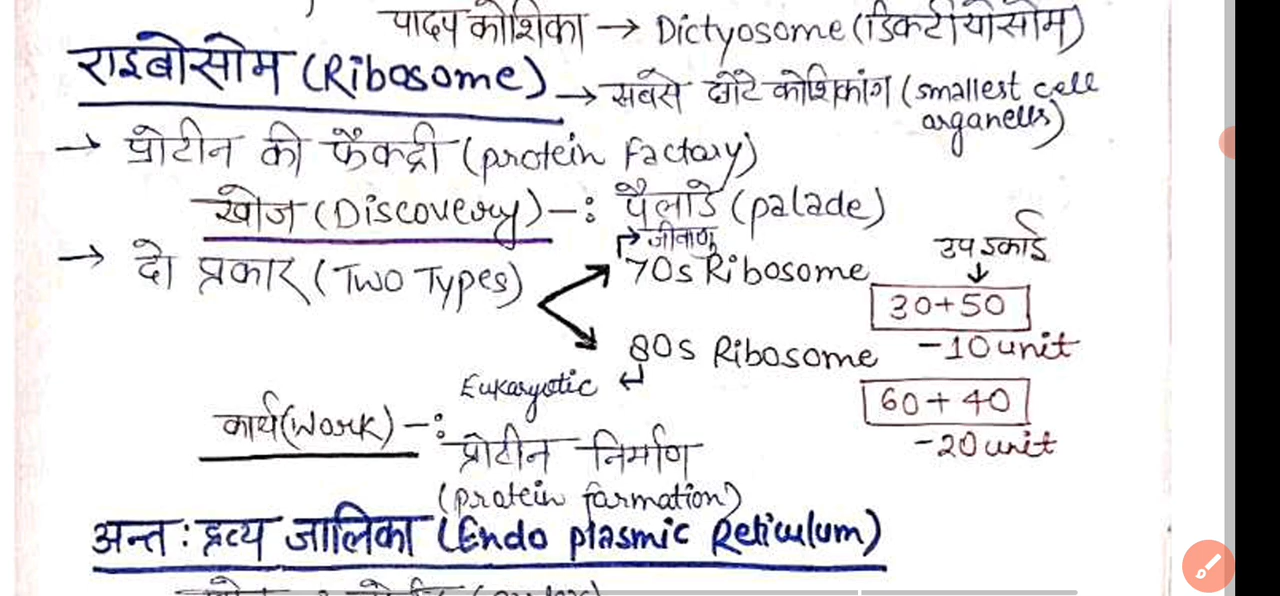 पादप कोशिका → Dictyosome (डिक्टीयोसोम)
राइबोसोम (Ribosome) → सबसे छोटे कोशिकांग (smallest cell
organells)
→ प्रोटीन की फैक्ट्री (protein factory)
खोज (Discovery) -: पैलाडे (palade)
→ दो प्रकार (Two Types)
जीवाणु
70s Ribosome
उप इकाई
30+50
-10 unit
80s Ribosome
Eukaryotic
60+40
-20 unit
कार्य (Work) -: प्रोटीन निर्माण
(protein formation)
अन्त: द्रव्य जालिका (Endo plasmic Reticulum)